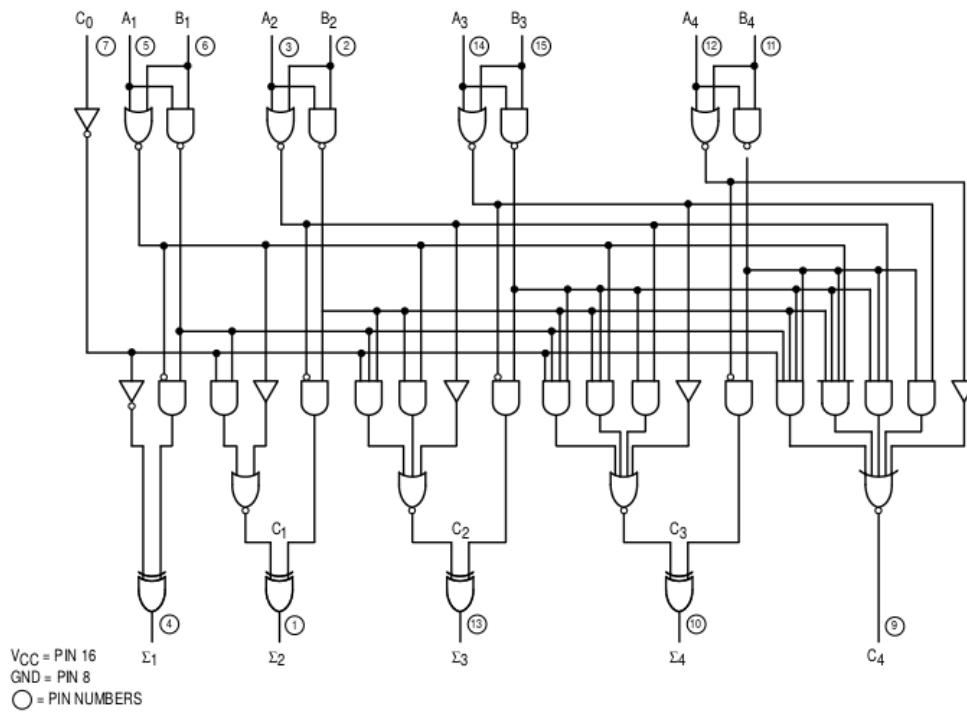 C0 A1 B1 A2 B2 A3 B3 A4 B4
7 5 6 3 2 14 15 12 11
C1 C2 C3
4 1 13 10 9
Σ1 Σ2 Σ3 Σ4 C4
VCC = PIN 16
GND = PIN 8
◯ = PIN NUMBERS